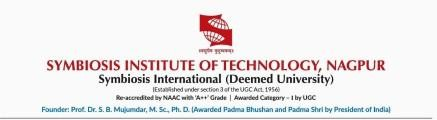 ॥वसुधैव कुटुम्बकम्॥
SYMBIOSIS INSTITUTE OF TECHNOLOGY, NAGPUR
Symbiosis International (Deemed University)
(Established under section 3 of the UGC Act, 1956)
Re-accredited by NAAC with 'A++' Grade | Awarded Category – I by UGC
Founder: Prof. Dr. S. B. Mujumdar, M. Sc., Ph. D. (Awarded Padma Bhushan and Padma Shri by President of India)